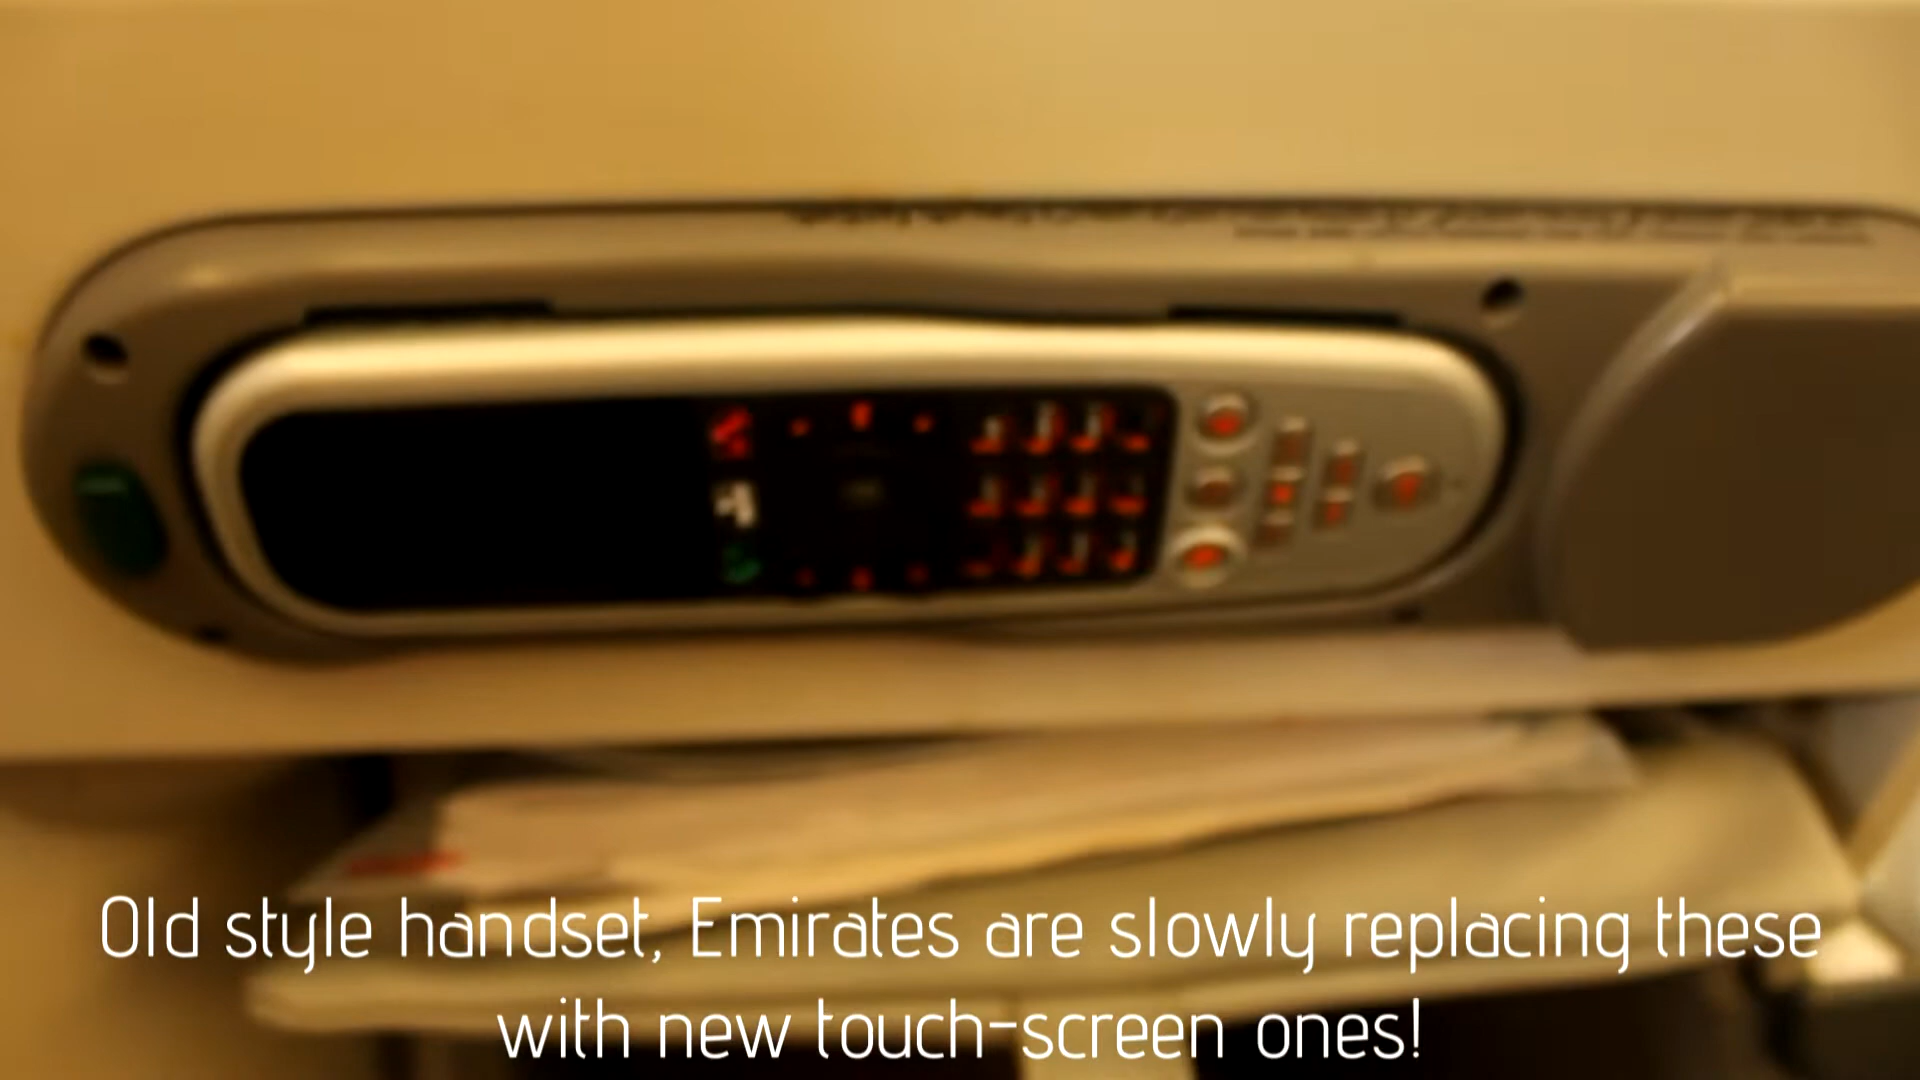 Old style handset, Emirates are slowly replacing these
with new touch-screen ones!